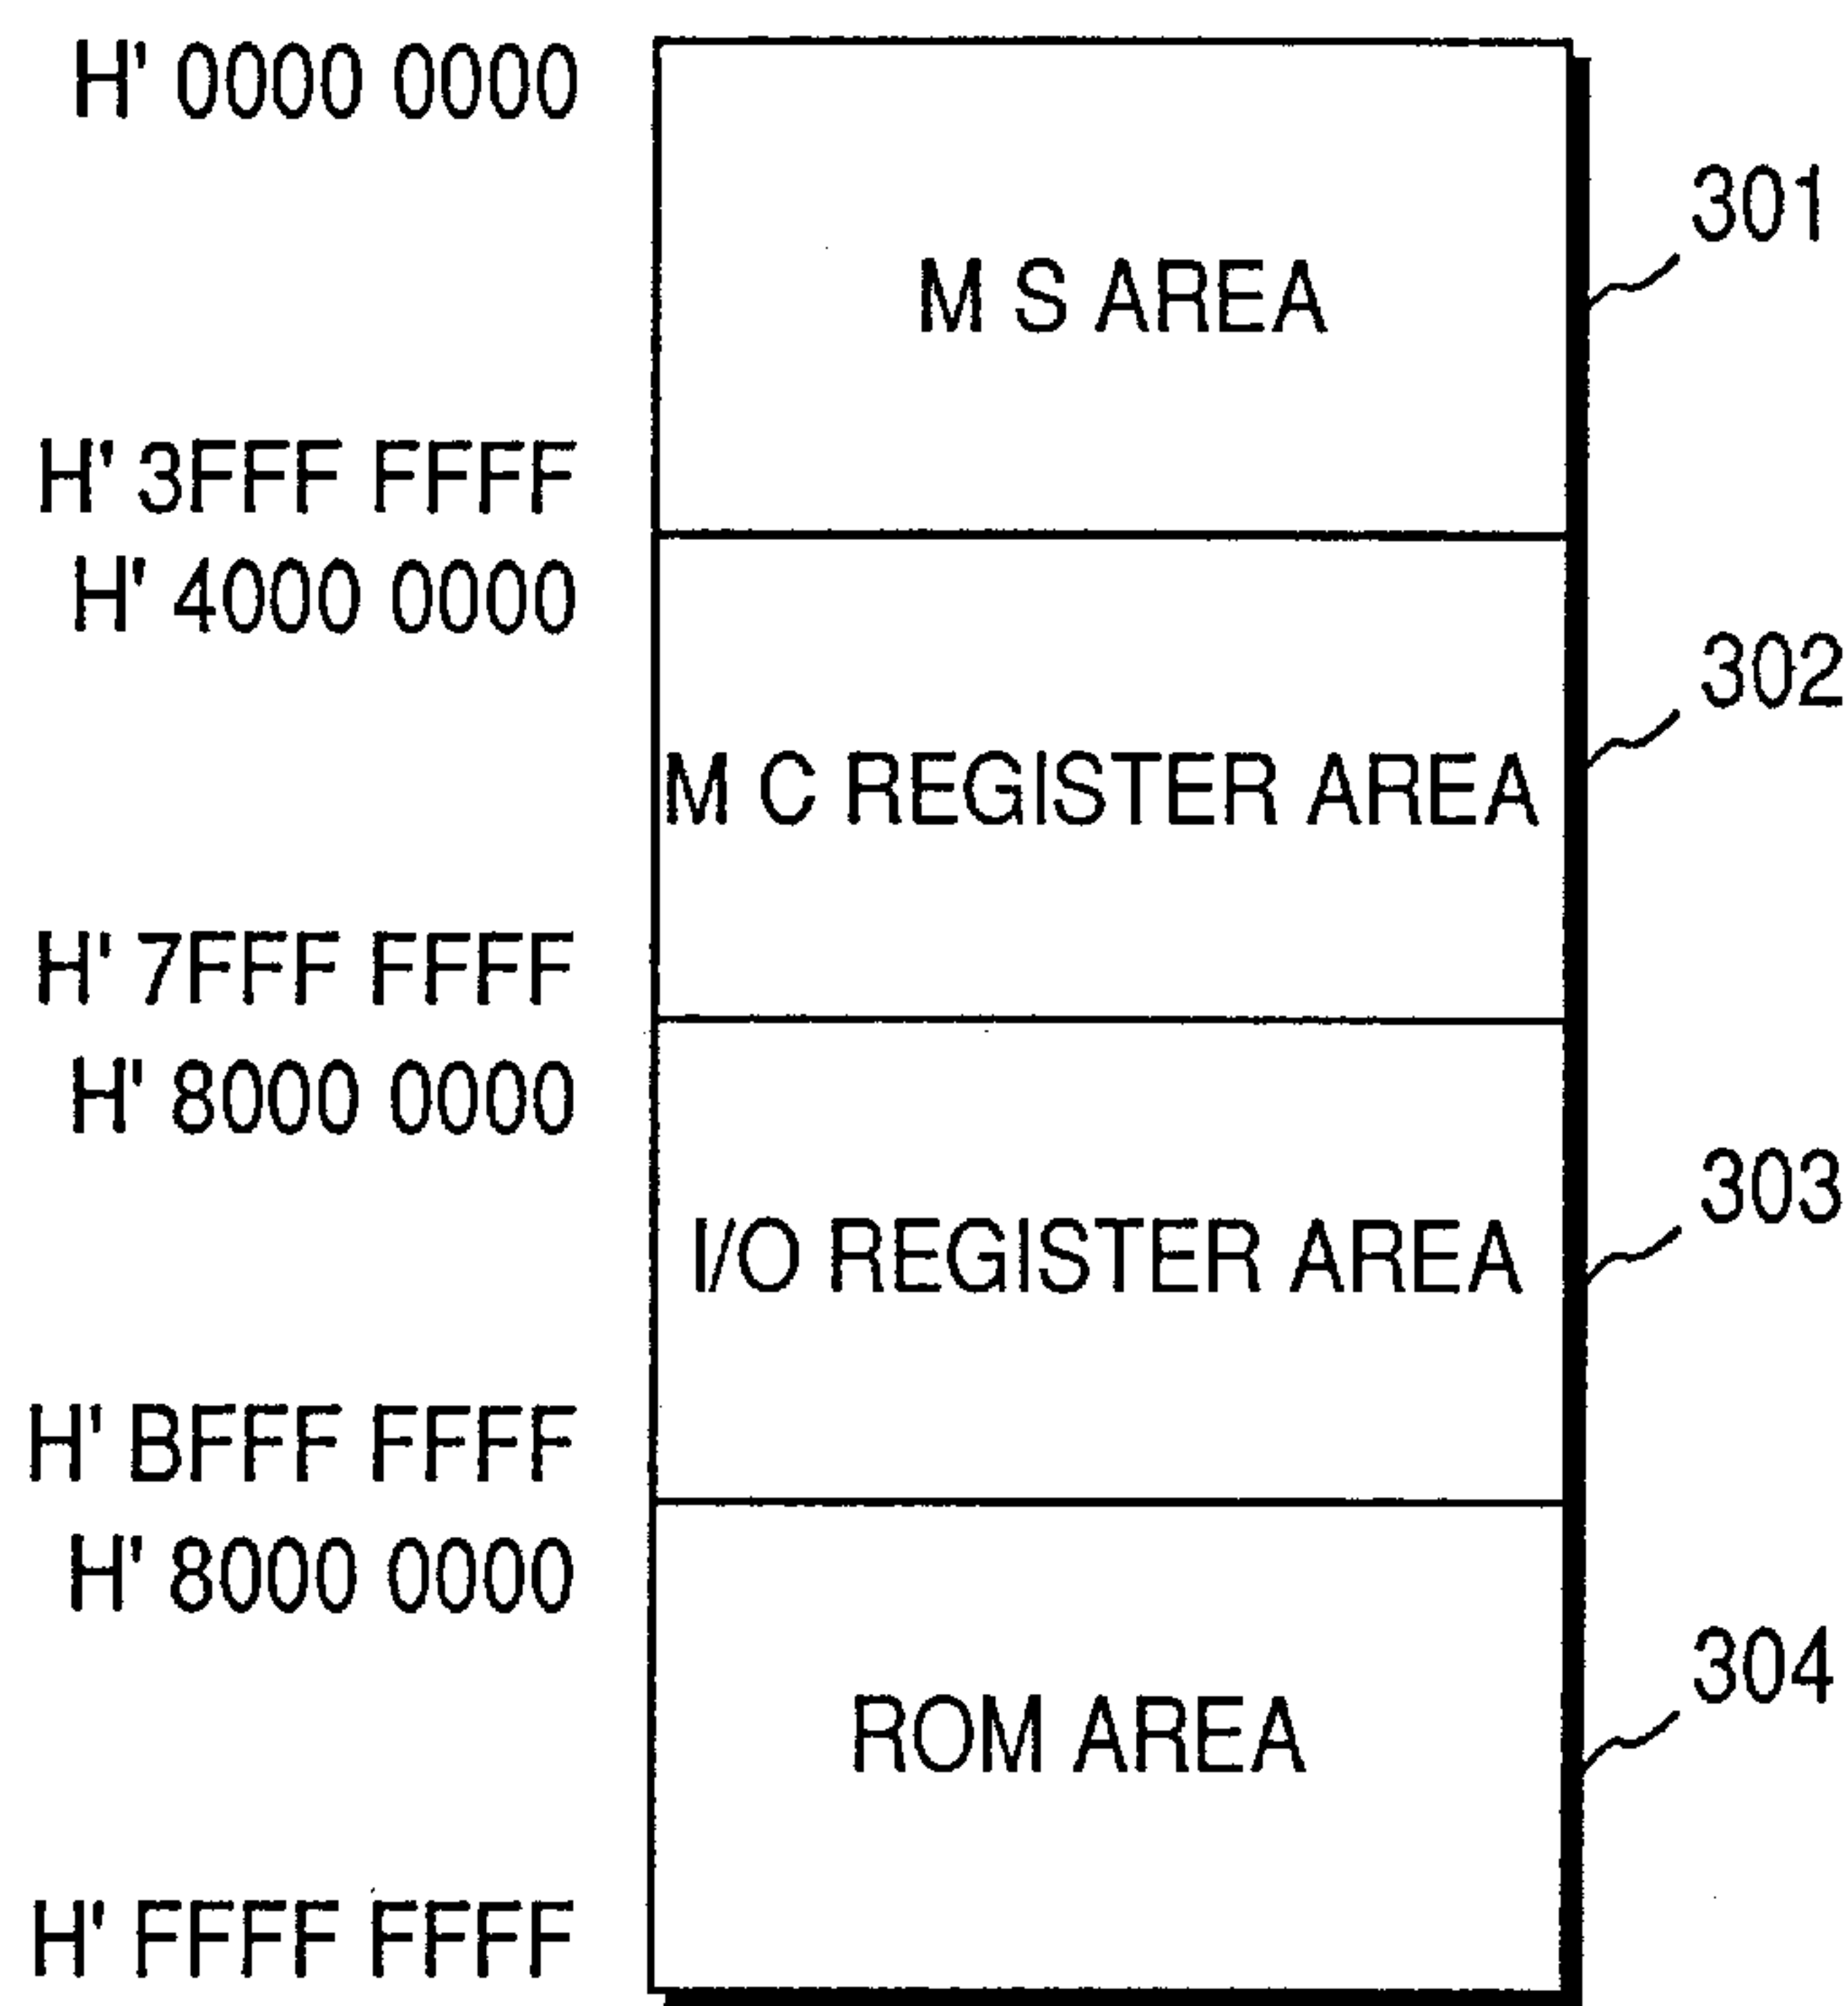 H' 0000 0000
301
M S AREA
H' 3FFF FFFF
H' 4000 0000
302
M C REGISTER AREA
H' 7FFF FFFF
H' 8000 0000
303
I/O REGISTER AREA
H' BFFF FFFF
H' 8000 0000
304
ROM AREA
H' FFFF FFFF